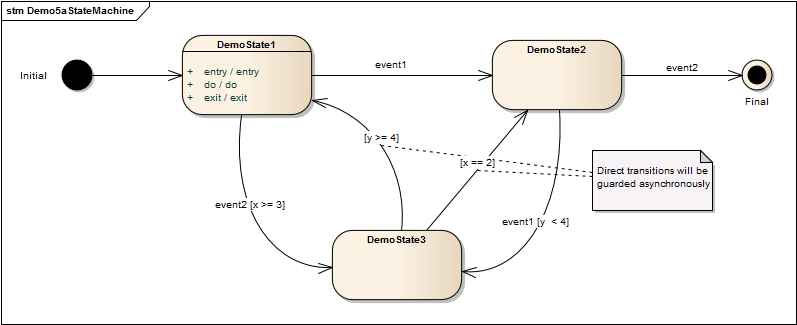 stm Demo5aStateMachine
Initial
DemoState1
+ entry / entry
+ do / do
+ exit / exit
event1
DemoState2
event2
Final
[y >= 4]
[x == 2]
Direct transitions will be
guarded asynchronously
event2 [x >= 3]
event1 [y < 4]
DemoState3